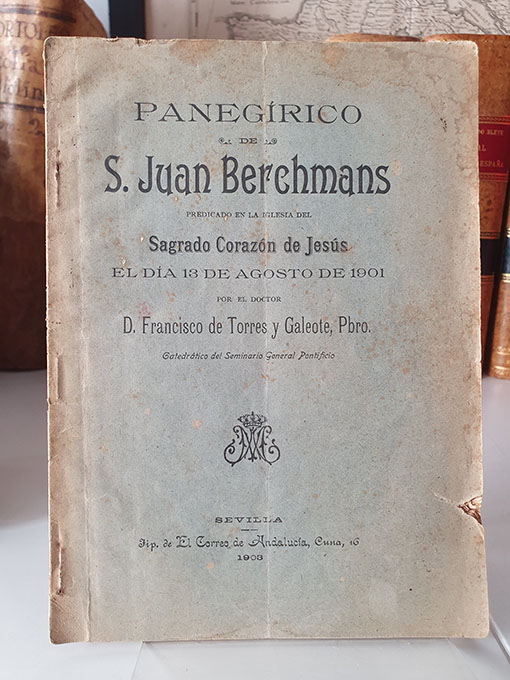 PANEGÍRICO
DE
S. Juan Berchmans
PREDICADO EN LA IGLESIA DEL
Sagrado Corazón de Jesús
EL DÍA 13 DE AGOSTO DE 1901
POR EL DOCTOR
D. Francisco de Torres y Galeote, Pbro.
Catedrático del Seminario General Pontificio
SEVILLA
Tip. de El Correo de Andalucía, Cuna, 16
1903